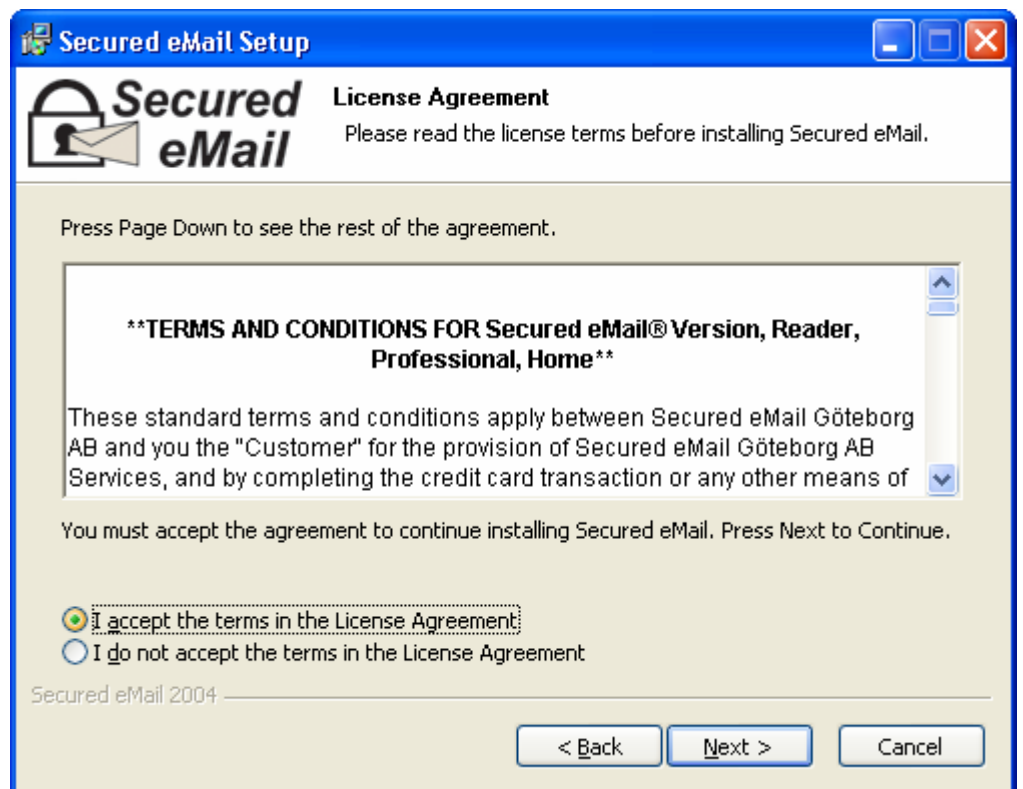 Secured eMail Setup
Secured
eMail
License Agreement
Please read the license terms before installing Secured eMail.
Press Page Down to see the rest of the agreement.
**TERMS AND CONDITIONS FOR Secured eMail® Version, Reader,
Professional, Home**
These standard terms and conditions apply between Secured eMail Göteborg
AB and you the "Customer" for the provision of Secured eMail Göteborg AB
Services, and by completing the credit card transaction or any other means of
You must accept the agreement to continue installing Secured eMail. Press Next to Continue.
I accept the terms in the License Agreement
I do not accept the terms in the License Agreement
Secured eMail 2004
< Back Next > Cancel